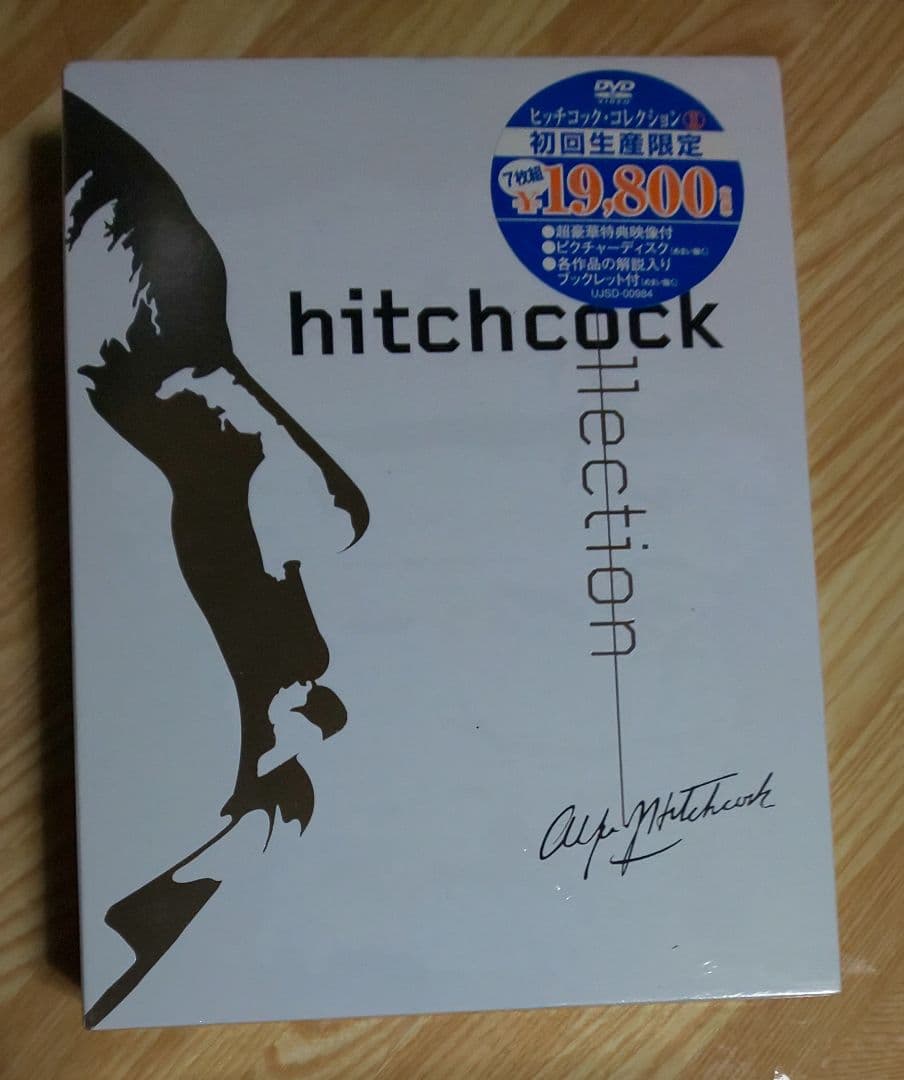 DVD
VIDEO
ヒッチコック・コレクション
初回生産限定
7枚組
¥19,800
●超豪華特典映像付
●ピクチャーディスク
●各作品の解説入り
ブックレット付
UJSD-00984
hitchcock
collection
Alfred Hitchcock